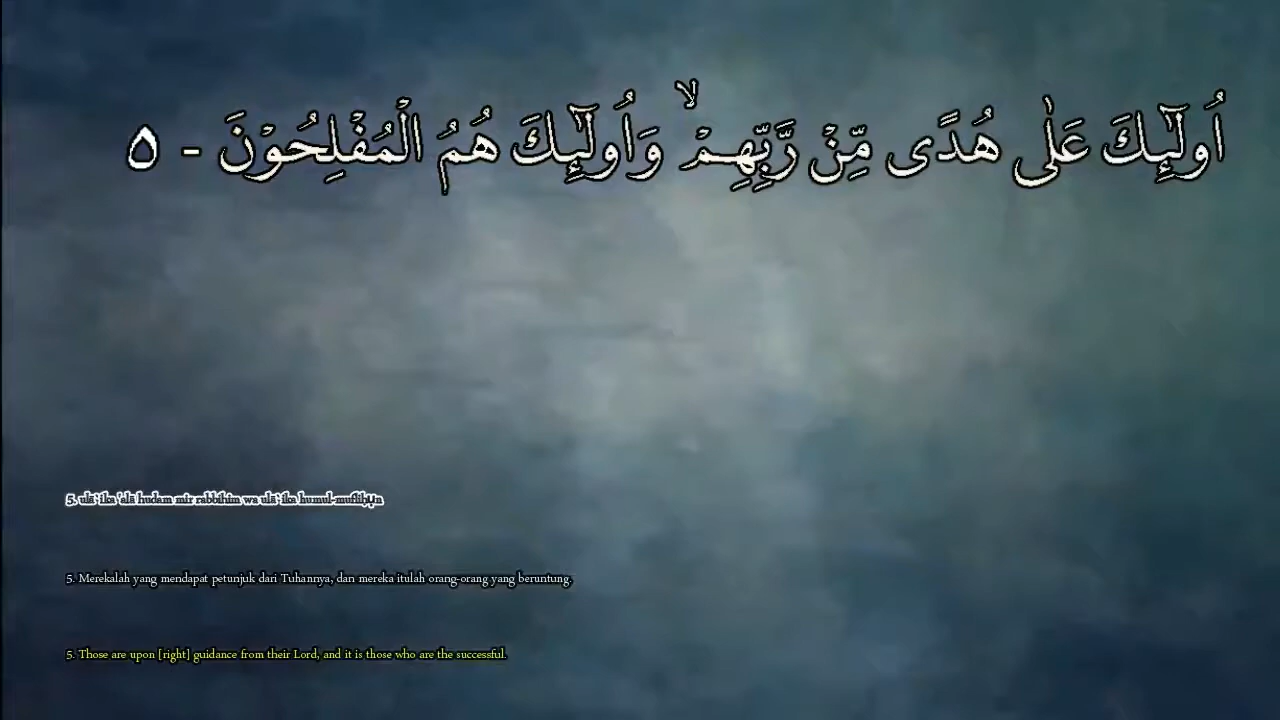 اُولٰۤىِٕكَ عَلٰى هُدًى مِّنْ رَّبِّهِمْ ۙ وَاُولٰۤىِٕكَ هُمُ الْمُفْلِحُوْنَ - ٥
5. ulā`ika 'alā hudam mir rabbihim wa ulā`ika humul-mufliḥụn
5. Merekalah yang mendapat petunjuk dari Tuhannya, dan mereka itulah orang-orang yang beruntung.
5. Those are upon [right] guidance from their Lord, and it is those who are the successful.